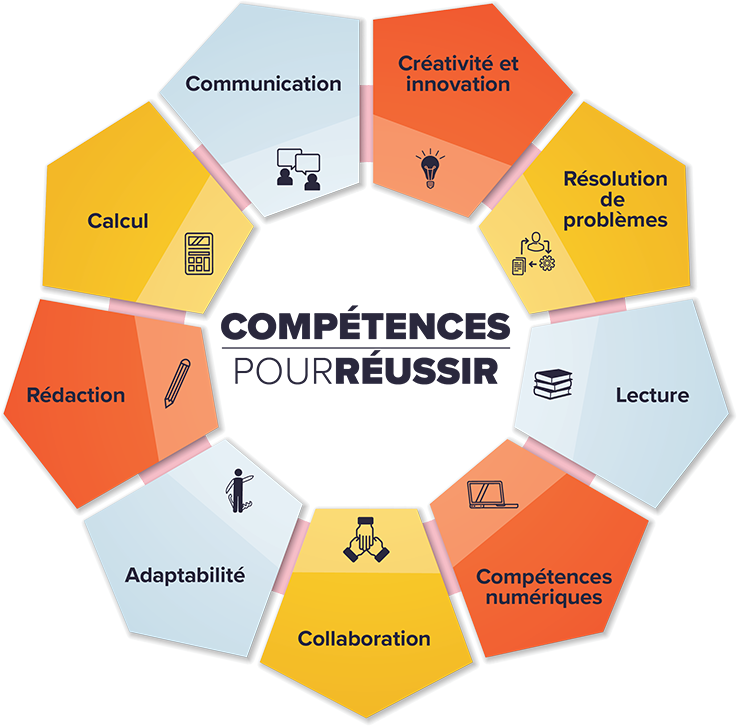 Communication
Créativité et
innovation
Résolution
de
problèmes
Lecture
Compétences
numériques
Collaboration
Adaptabilité
Rédaction
Calcul
COMPÉTENCES
POURRÉUSSIR